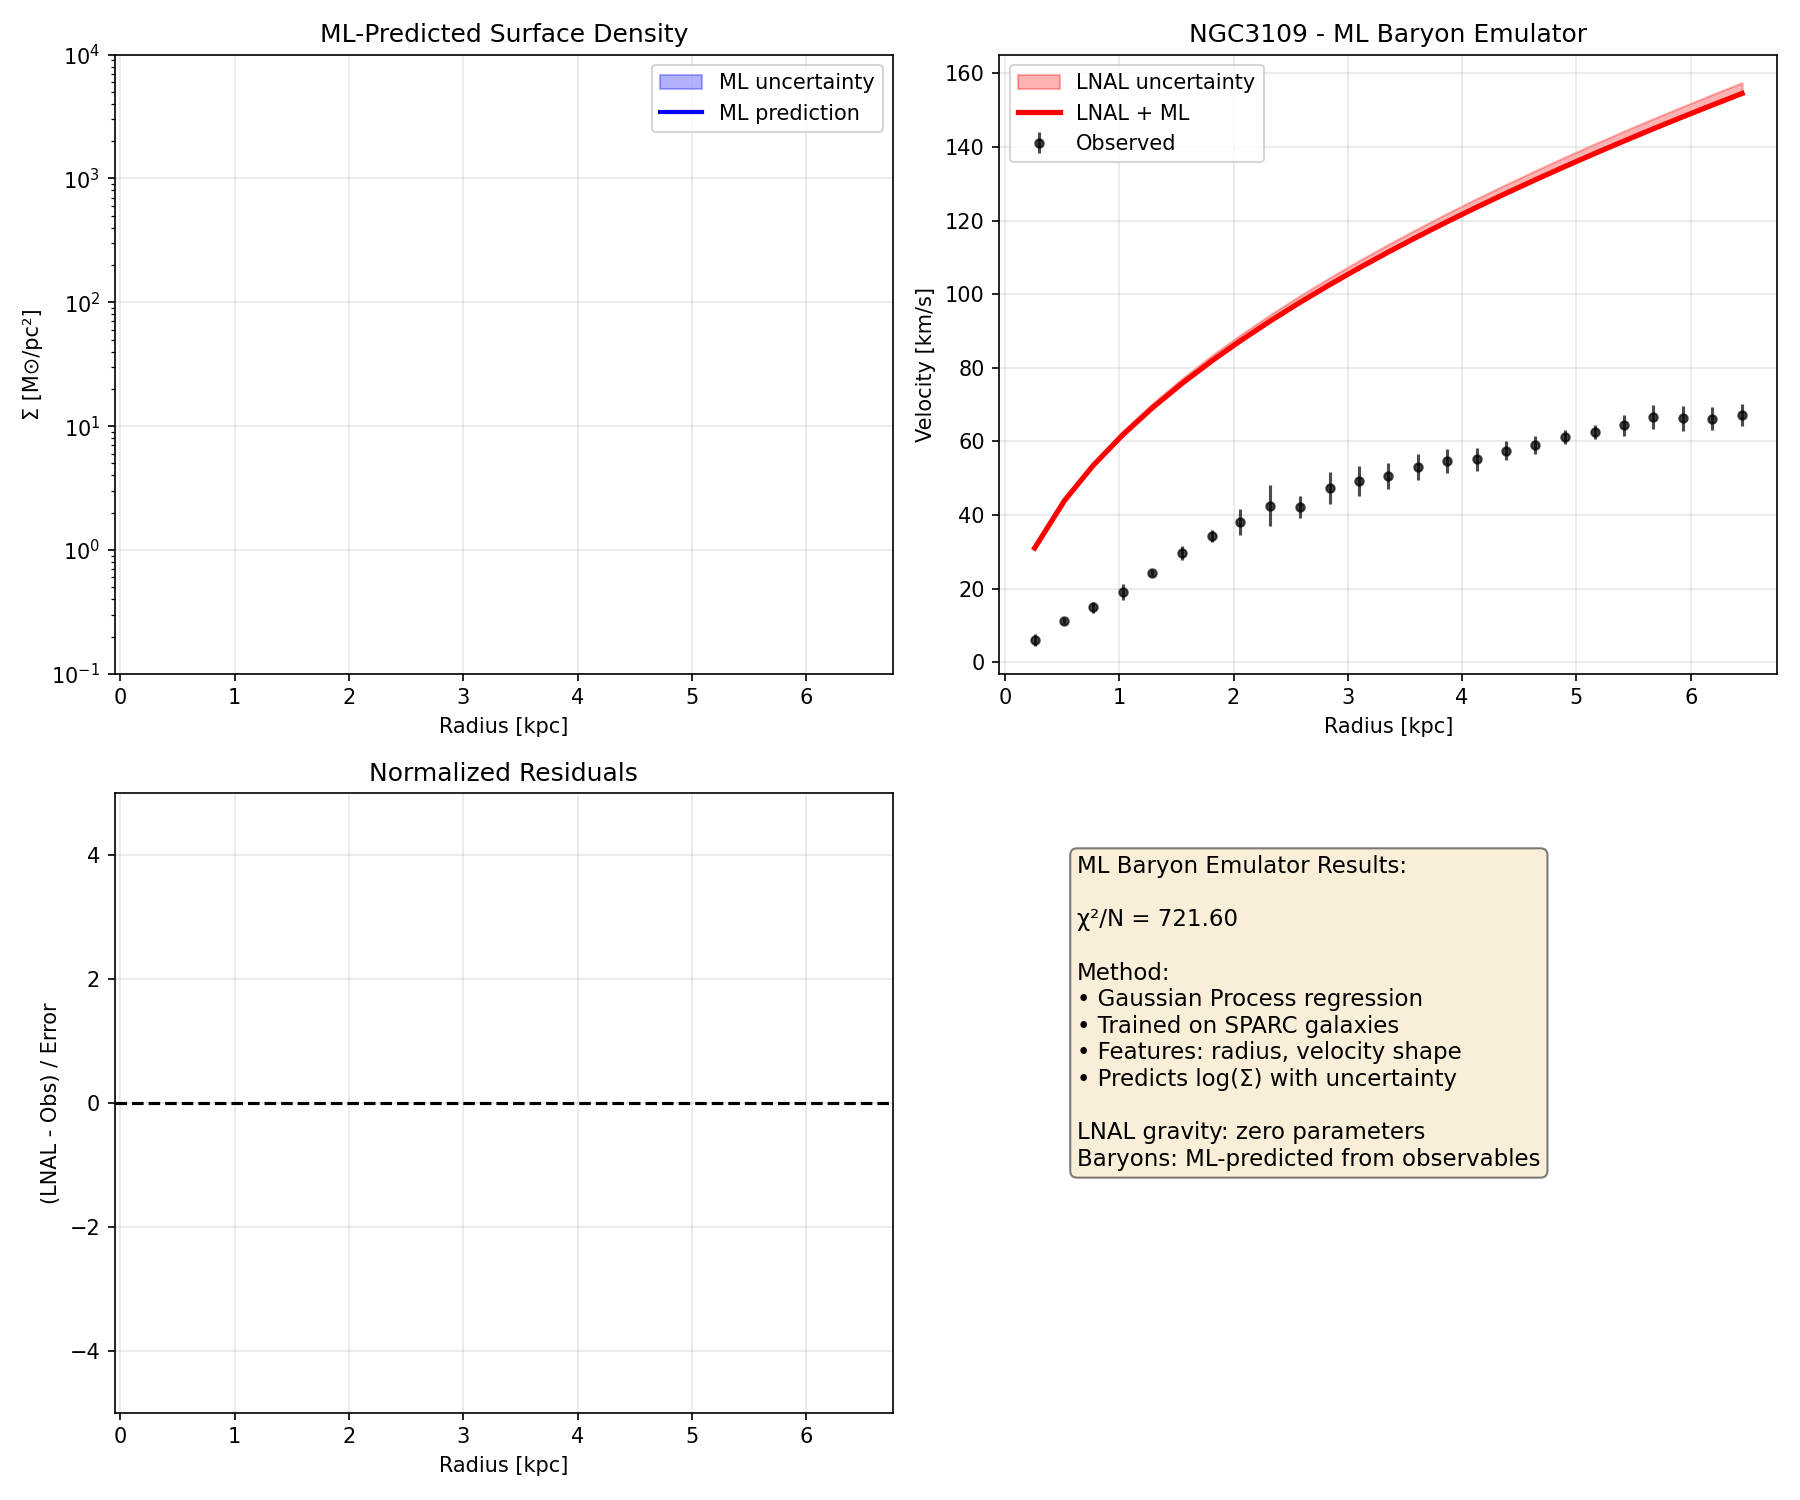 ML-Predicted Surface Density
10⁴
10³
10²
10¹
10⁰
10⁻¹
Σ [M⊙/pc²]
ML uncertainty
ML prediction
0 1 2 3 4 5 6
Radius [kpc]
NGC3109 - ML Baryon Emulator
160
140
120
100
80
60
40
20
0
Velocity [km/s]
LNAL uncertainty
LNAL + ML
Observed
0 1 2 3 4 5 6
Radius [kpc]
Normalized Residuals
4
2
0
−2
−4
(LNAL - Obs) / Error
0 1 2 3 4 5 6
Radius [kpc]
ML Baryon Emulator Results:
χ²/N = 721.60
Method:
• Gaussian Process regression
• Trained on SPARC galaxies
• Features: radius, velocity shape
• Predicts log(Σ) with uncertainty
LNAL gravity: zero parameters
Baryons: ML-predicted from observables